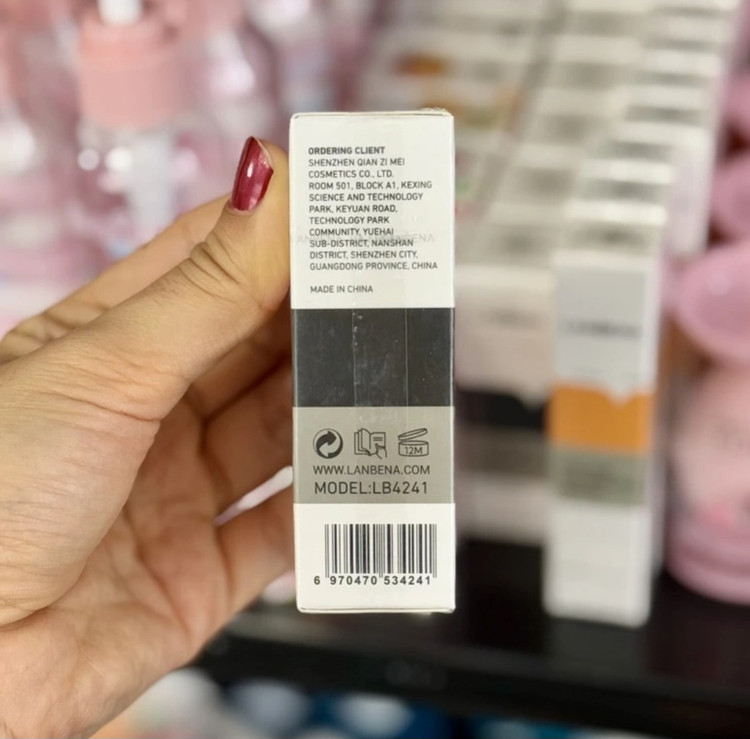 ORDERING CLIENT
SHENZHEN QIAN ZI MEI
COSMETICS CO., LTD.
ROOM 501, BLOCK A1, KEXING
SCIENCE AND TECHNOLOGY
PARK, KEYUAN ROAD,
TECHNOLOGY PARK
COMMUNITY, YUEHAI
SUB-DISTRICT, NANSHAN
DISTRICT, SHENZHEN CITY,
GUANGDONG PROVINCE, CHINA
MADE IN CHINA
12M
WWW.LANBENA.COM
MODEL:LB4241
6 970470 534241
LANBENA